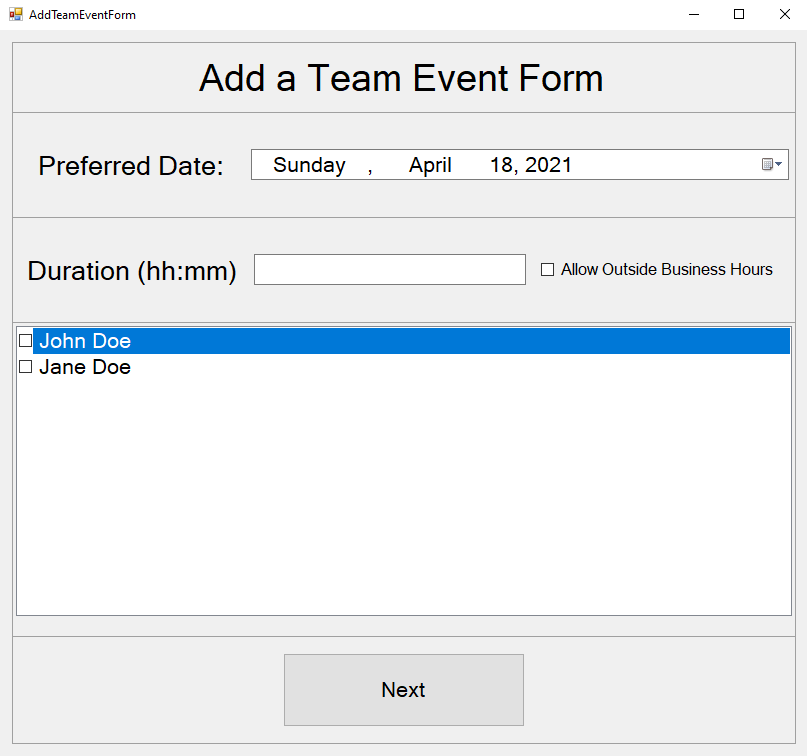 AddTeamEventForm
Add a Team Event Form
Preferred Date: Sunday , April 18, 2021
Duration (hh:mm) Allow Outside Business Hours
John Doe
Jane Doe
Next